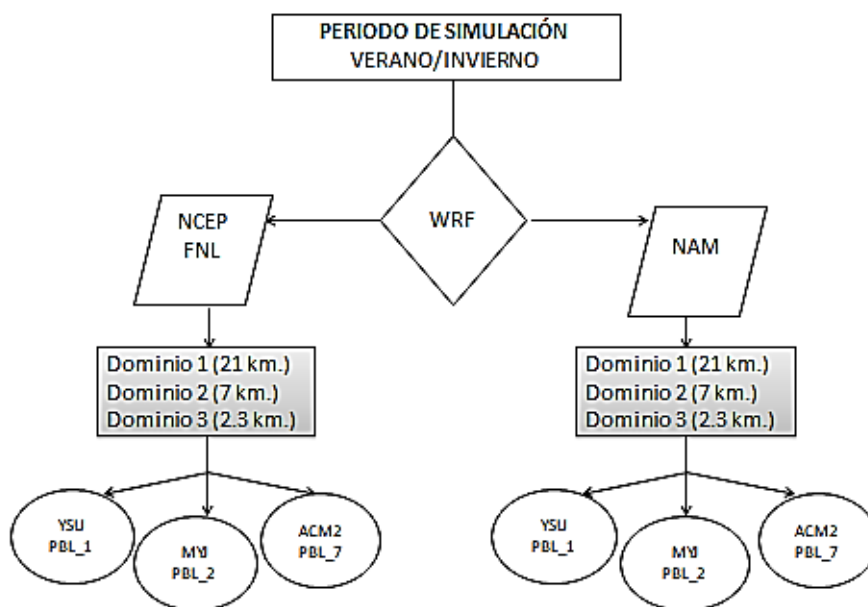 PERIODO DE SIMULACIÓN
VERANO/INVIERNO
WRF
NCEP
FNL
NAM
Dominio 1 (21 km.)
Dominio 2 (7 km.)
Dominio 3 (2.3 km.)
Dominio 1 (21 km.)
Dominio 2 (7 km.)
Dominio 3 (2.3 km.)
YSU
PBL_1
MYJ
PBL_2
ACM2
PBL_7
YSU
PBL_1
MYJ
PBL_2
ACM2
PBL_7